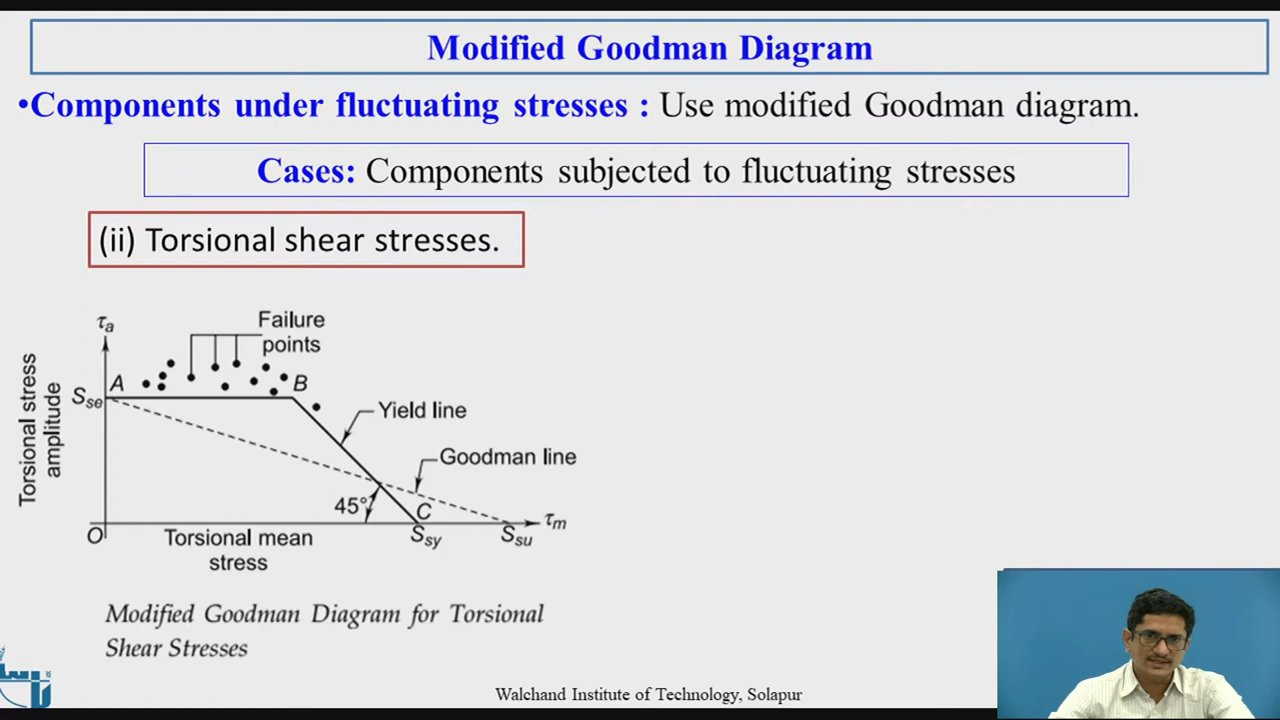 Modified Goodman Diagram
•Components under fluctuating stresses : Use modified Goodman diagram.
Cases: Components subjected to fluctuating stresses
(ii) Torsional shear stresses.
τa
Failure
points
A
B
Sse
Yield line
Torsional stress
amplitude
Goodman line
45°
C
O
Torsional mean
stress
Ssy
Ssu
τm
Modified Goodman Diagram for Torsional
Shear Stresses
Walchand Institute of Technology, Solapur